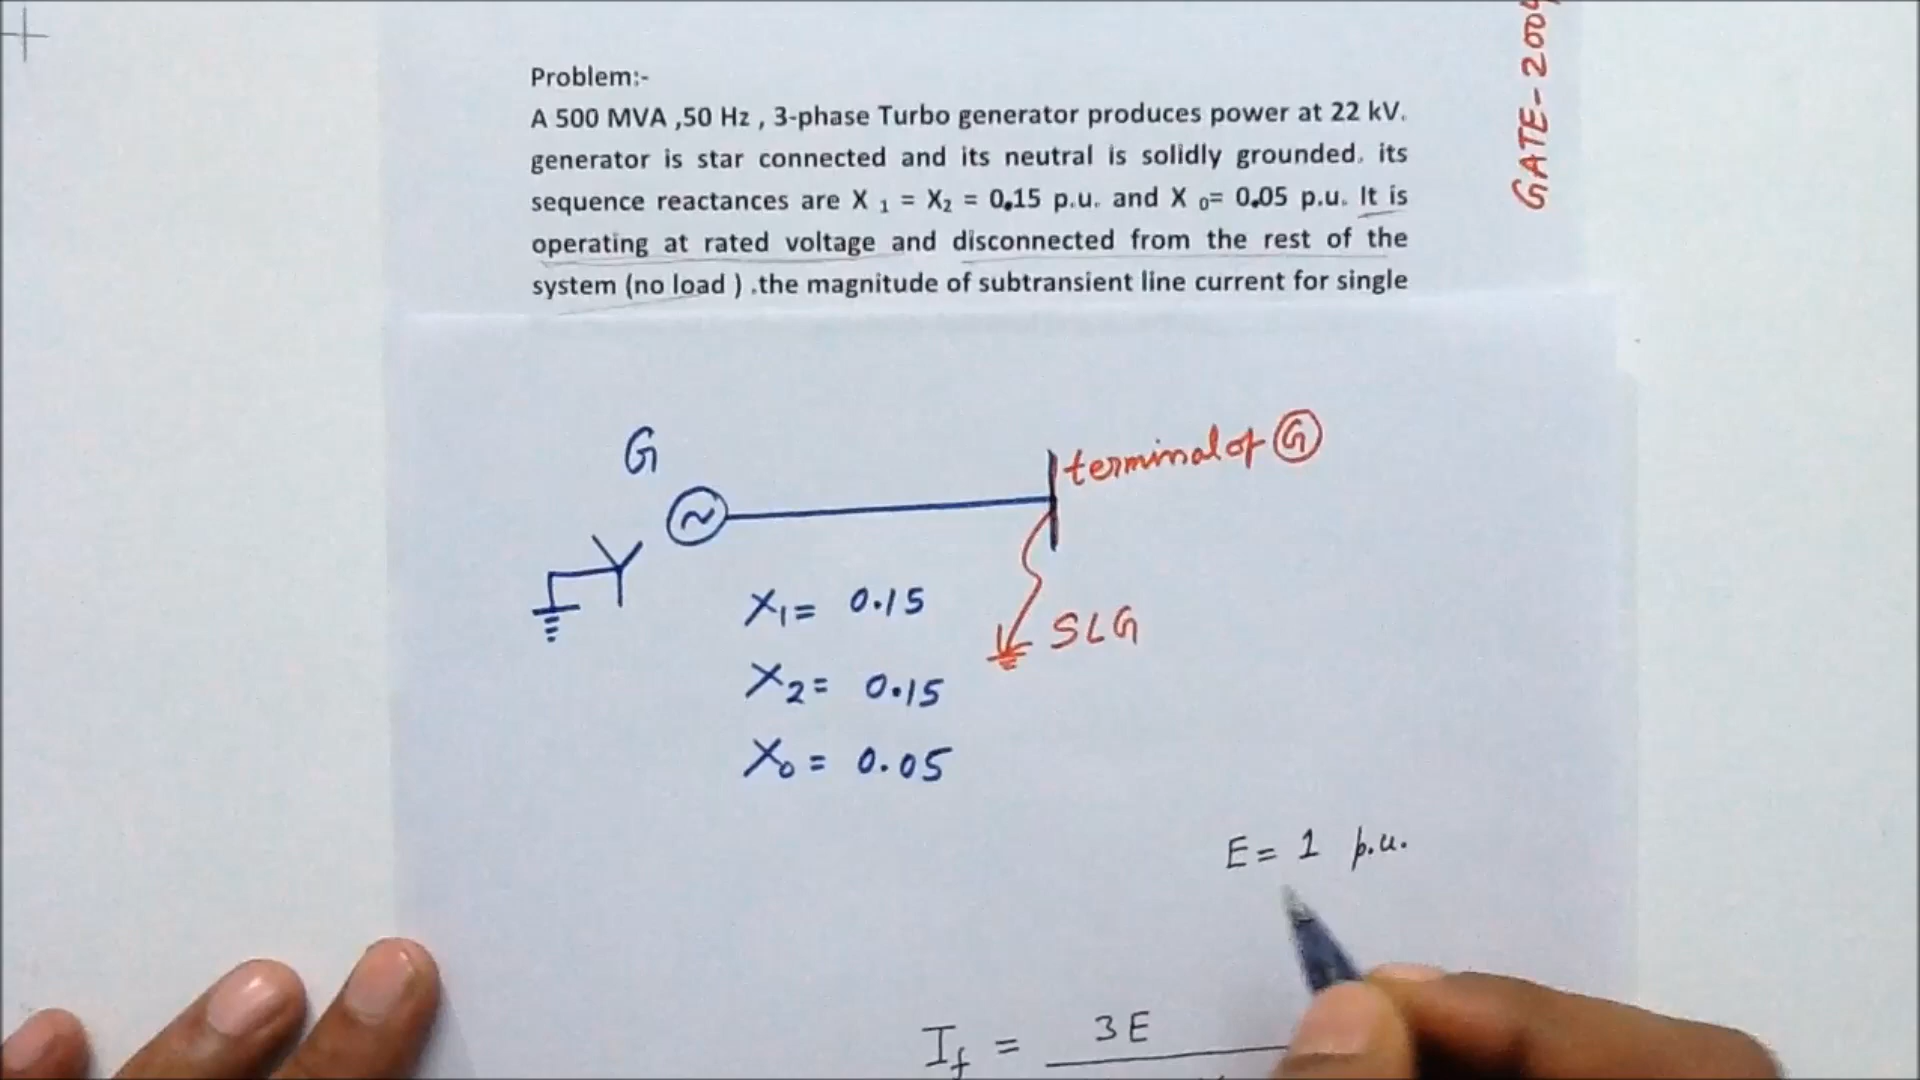 Problem:-
A 500 MVA ,50 Hz , 3-phase Turbo generator produces power at 22 kV.
generator is star connected and its neutral is solidly grounded. its
sequence reactances are X 1 = X2 = 0.15 p.u. and X 0= 0.05 p.u. It is
operating at rated voltage and disconnected from the rest of the
system (no load ) .the magnitude of subtransient line current for single
GATE-2004
G
terminal of G
X1= 0.15
SLG
X2= 0.15
X0= 0.05
E= 1 p.u.
If = 3E